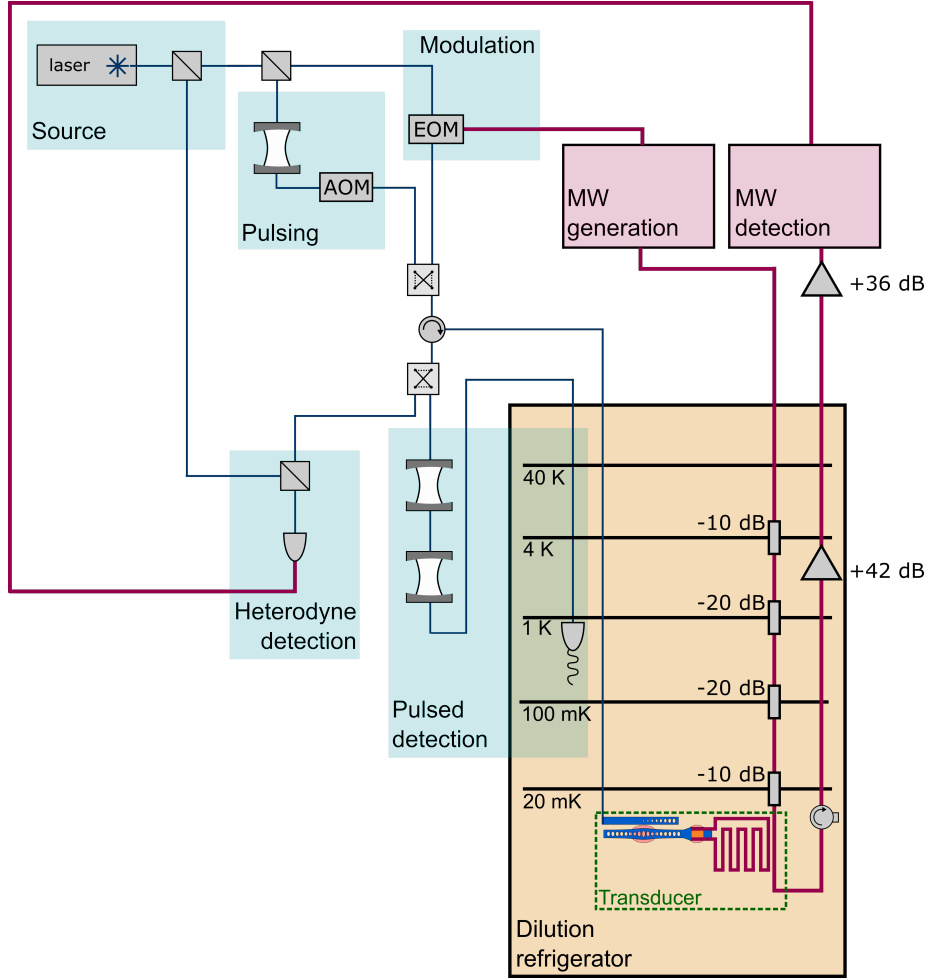 Modulation
laser
Source
EOM
AOM
Pulsing
MW
generation
MW
detection
+36 dB
40 K
-10 dB
4 K
+42 dB
-20 dB
Heterodyne
detection
1 K
-20 dB
Pulsed
detection
100 mK
-10 dB
20 mK
Transducer
Dilution
refrigerator